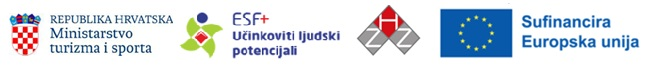 REPUBLIKA HRVATSKA
Ministarstvo
turizma i sporta
ESF+
Učinkoviti ljudski
potencijali
H
Z Z
Sufinancira
Europska unija